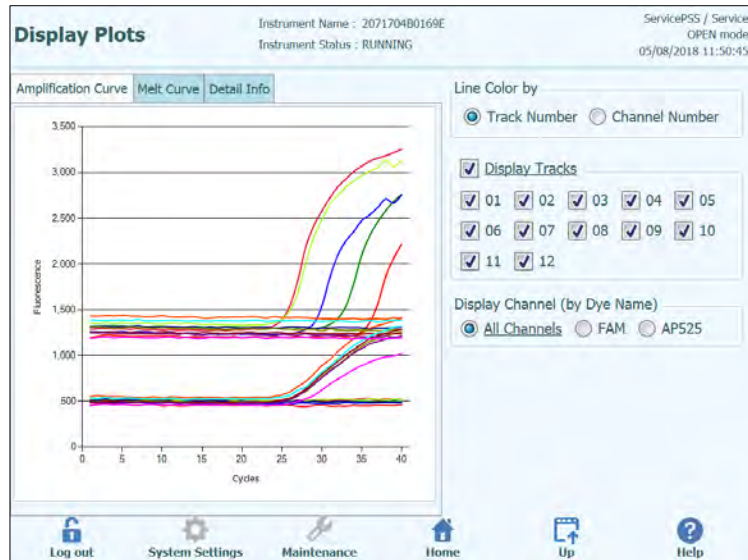 Display Plots
Instrument Name : 2071704B0169E
Instrument Status : RUNNING
ServicePSS / Service
OPEN mode
05/08/2018 11:50:45
Amplification Curve Melt Curve Detail Info
3.500
3.000
2.500
2.000
1.500
1.000
500
0
0 5 10 15 20 25 30 35 40
Fluorescence
Cycles
Line Color by
Track Number Channel Number
Display Tracks
01 02 03 04 05
06 07 08 09 10
11 12
Display Channel (by Dye Name)
All Channels FAM AP525
Log out System Settings Maintenance Home Up Help